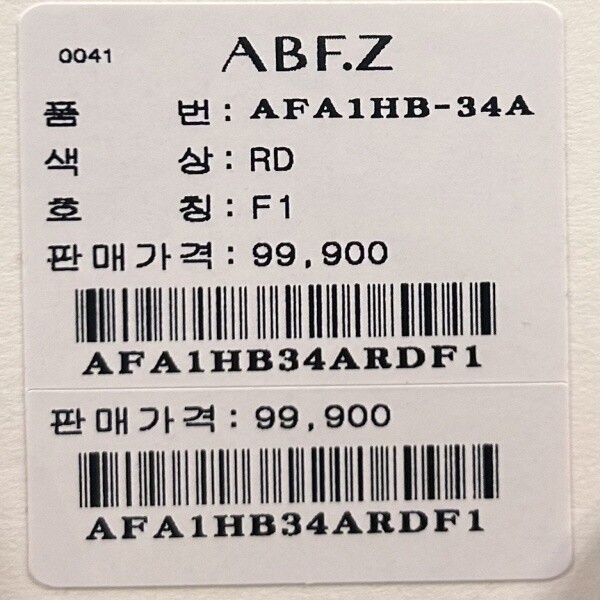 0041 ABF.Z
품 번 : AFA1HB-34A
색 상 : RD
호 칭 : F1
판매가격 : 99,900
AFA1HB34ARDF1
판매가격 : 99,900
AFA1HB34ARDF1